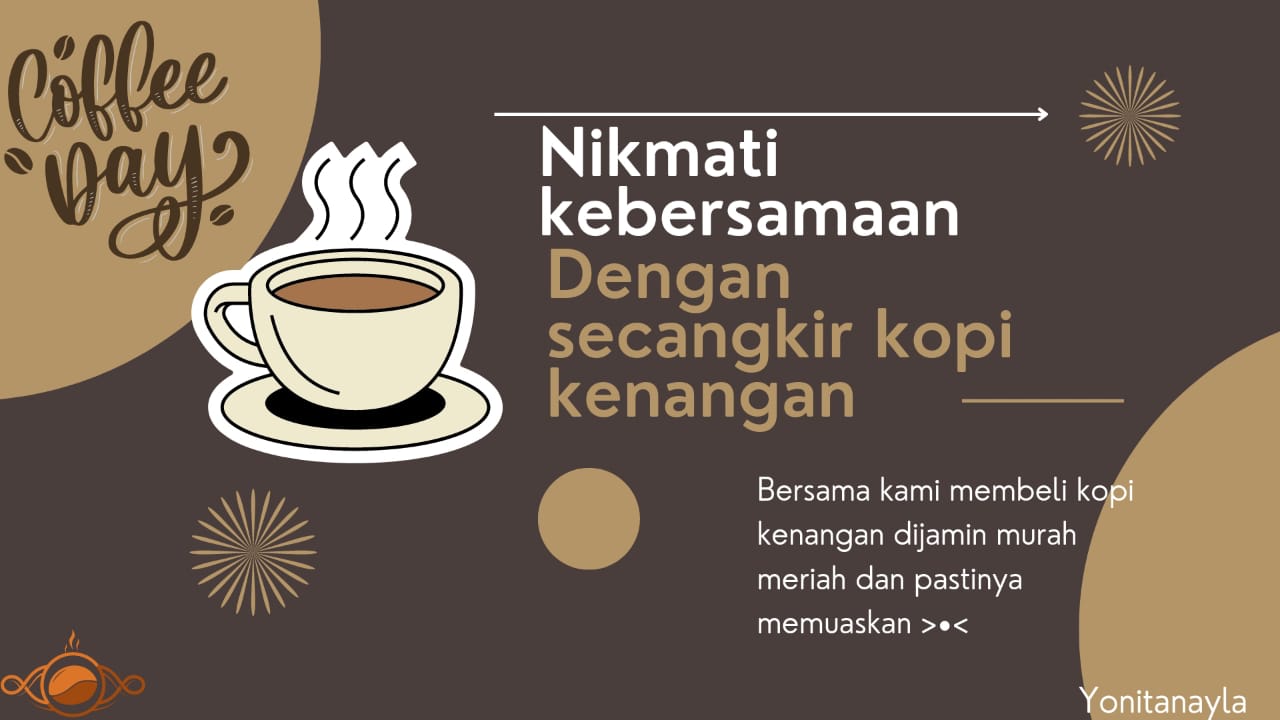 Coffee
Day
Nikmati
kebersamaan
Dengan
secangkir kopi
kenangan
Bersama kami membeli kopi
kenangan dijamin murah
meriah dan pastinya
memuaskan >•<
Yonitanayla